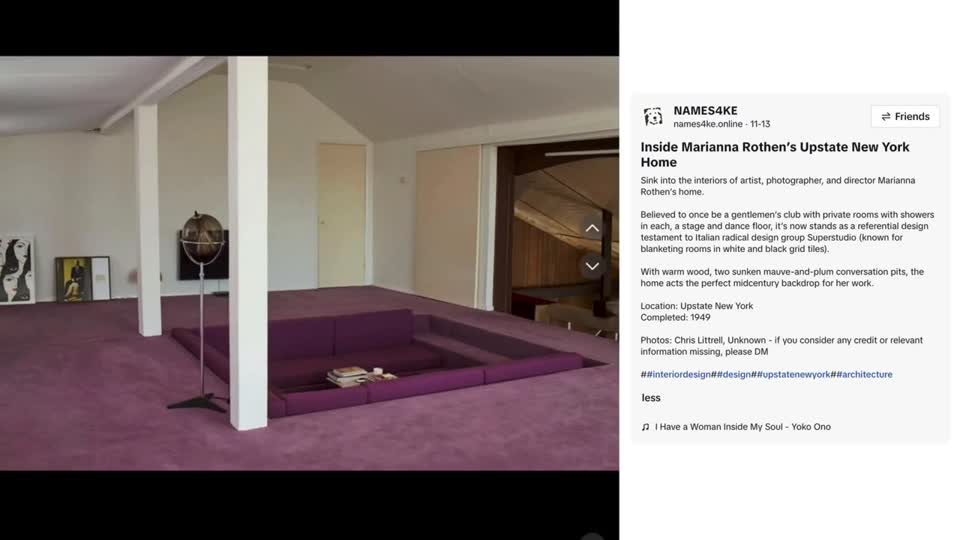 NAMES4KE
names4ke.online · 11-13
Friends
Inside Marianna Rothen's Upstate New York
Home
Sink into the interiors of artist, photographer, and director Marianna
Rothen's home.
Believed to once be a gentlemen's club with private rooms with showers
in each, a stage and dance floor, it's now stands as a referential design
testament to Italian radical design group Superstudio (known for
blanketing rooms in white and black grid tiles).
With warm wood, two sunken mauve-and-plum conversation pits, the
home acts the perfect midcentury backdrop for her work.
Location: Upstate New York
Completed: 1949
Photos: Chris Littrell, Unknown - if you consider any credit or relevant
information missing, please DM
##interiordesign##design##upstatenewyork##architecture
less
I Have a Woman Inside My Soul - Yoko Ono